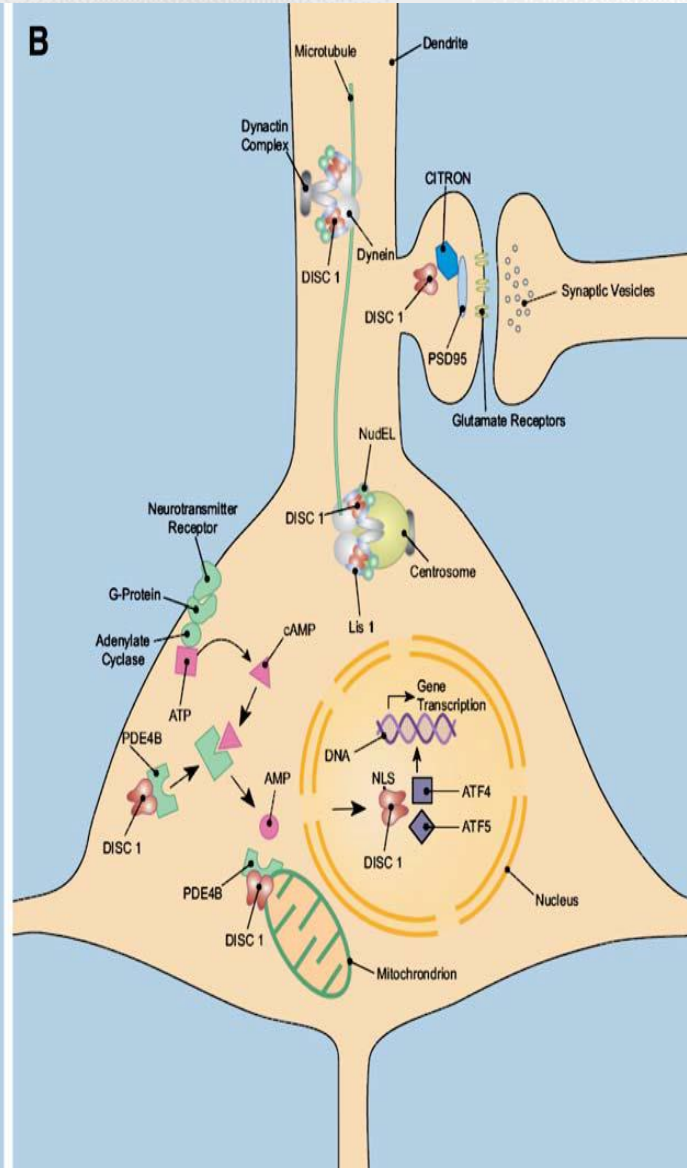 B
Microtubule
Dendrite
Dynactin
Complex
CITRON
Dynein
DISC 1
DISC 1
Synaptic Vesicles
PSD95
Glutamate Receptors
NudEL
Neurotransmitter
Receptor
DISC 1
G-Protein
Centrosome
Lis 1
Adenylate
Cyclase
cAMP
ATP
Gene
Transcription
PDE4B
DNA
AMP
NLS
ATF4
ATF5
DISC 1
DISC 1
PDE4B
Nucleus
DISC 1
Mitochrondrion